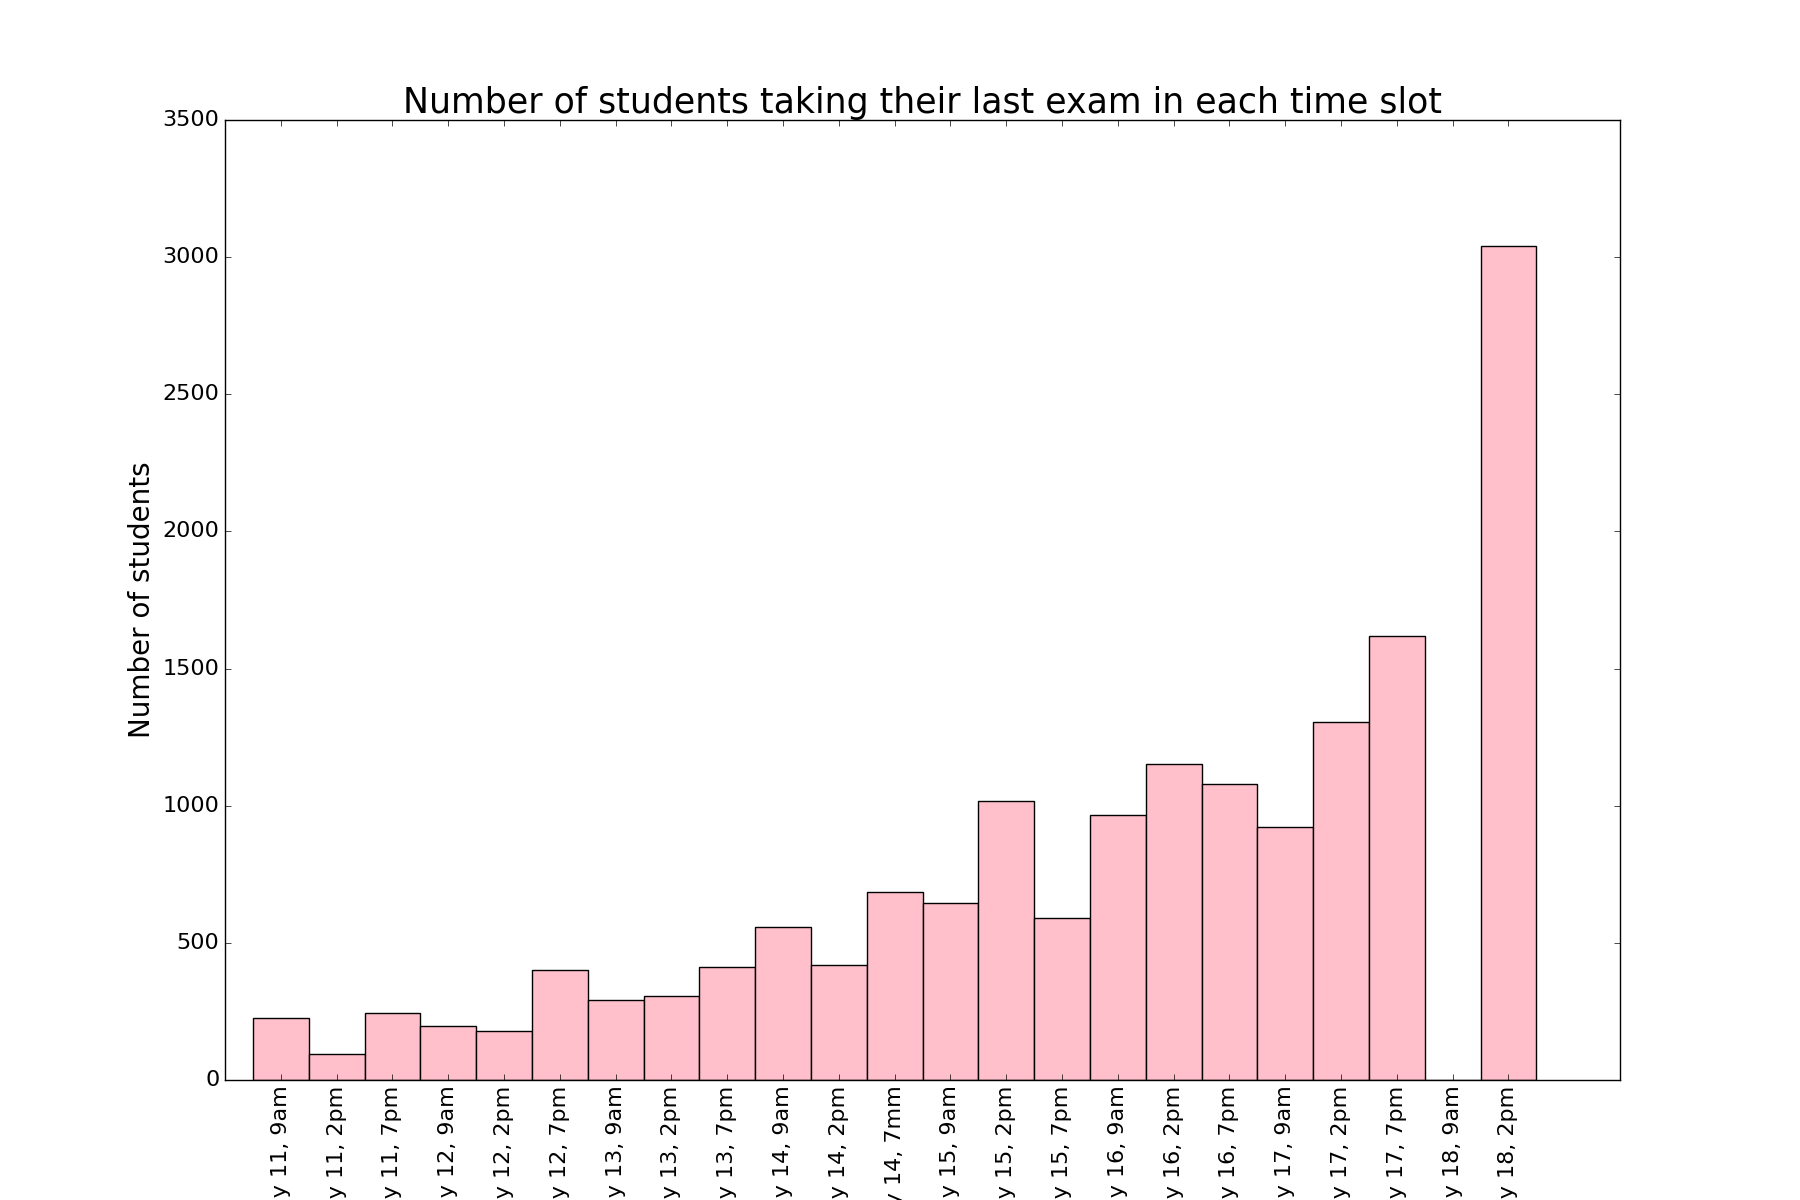 Number of students taking their last exam in each time slot
Number of students
3500
3000
2500
2000
1500
1000
500
0
y 11, 9am
y 11, 2pm
y 11, 7pm
y 12, 9am
y 12, 2pm
y 12, 7pm
y 13, 9am
y 13, 2pm
y 13, 7pm
y 14, 9am
y 14, 2pm
y 14, 7mm
y 15, 9am
y 15, 2pm
y 15, 7pm
y 16, 9am
y 16, 2pm
y 16, 7pm
y 17, 9am
y 17, 2pm
y 17, 7pm
y 18, 9am
y 18, 2pm